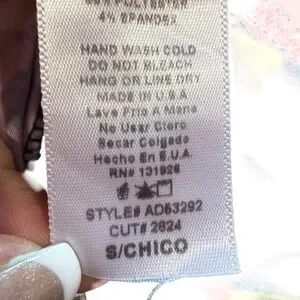 POLYESTER
4% SPANDEX
HAND WASH COLD
DO NOT BLEACH
HANG OR LINE DRY
MADE IN U.S.A
Lave Frio A Mano
No Usar Cloro
Secar Colgado
Hecho En E.U.A.
RN# 131926
STYLE# AD53292
CUT# 2624
S/CHICO